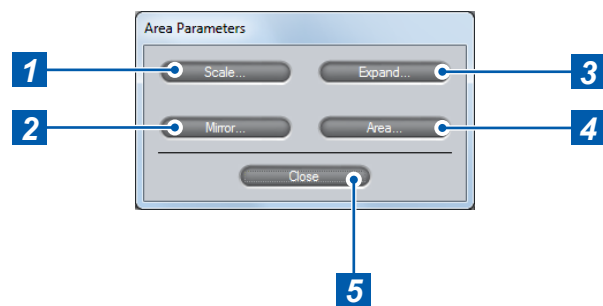 Area Parameters
1 Scale... Expand... 3
2 Mirror... Area... 4
Close
5